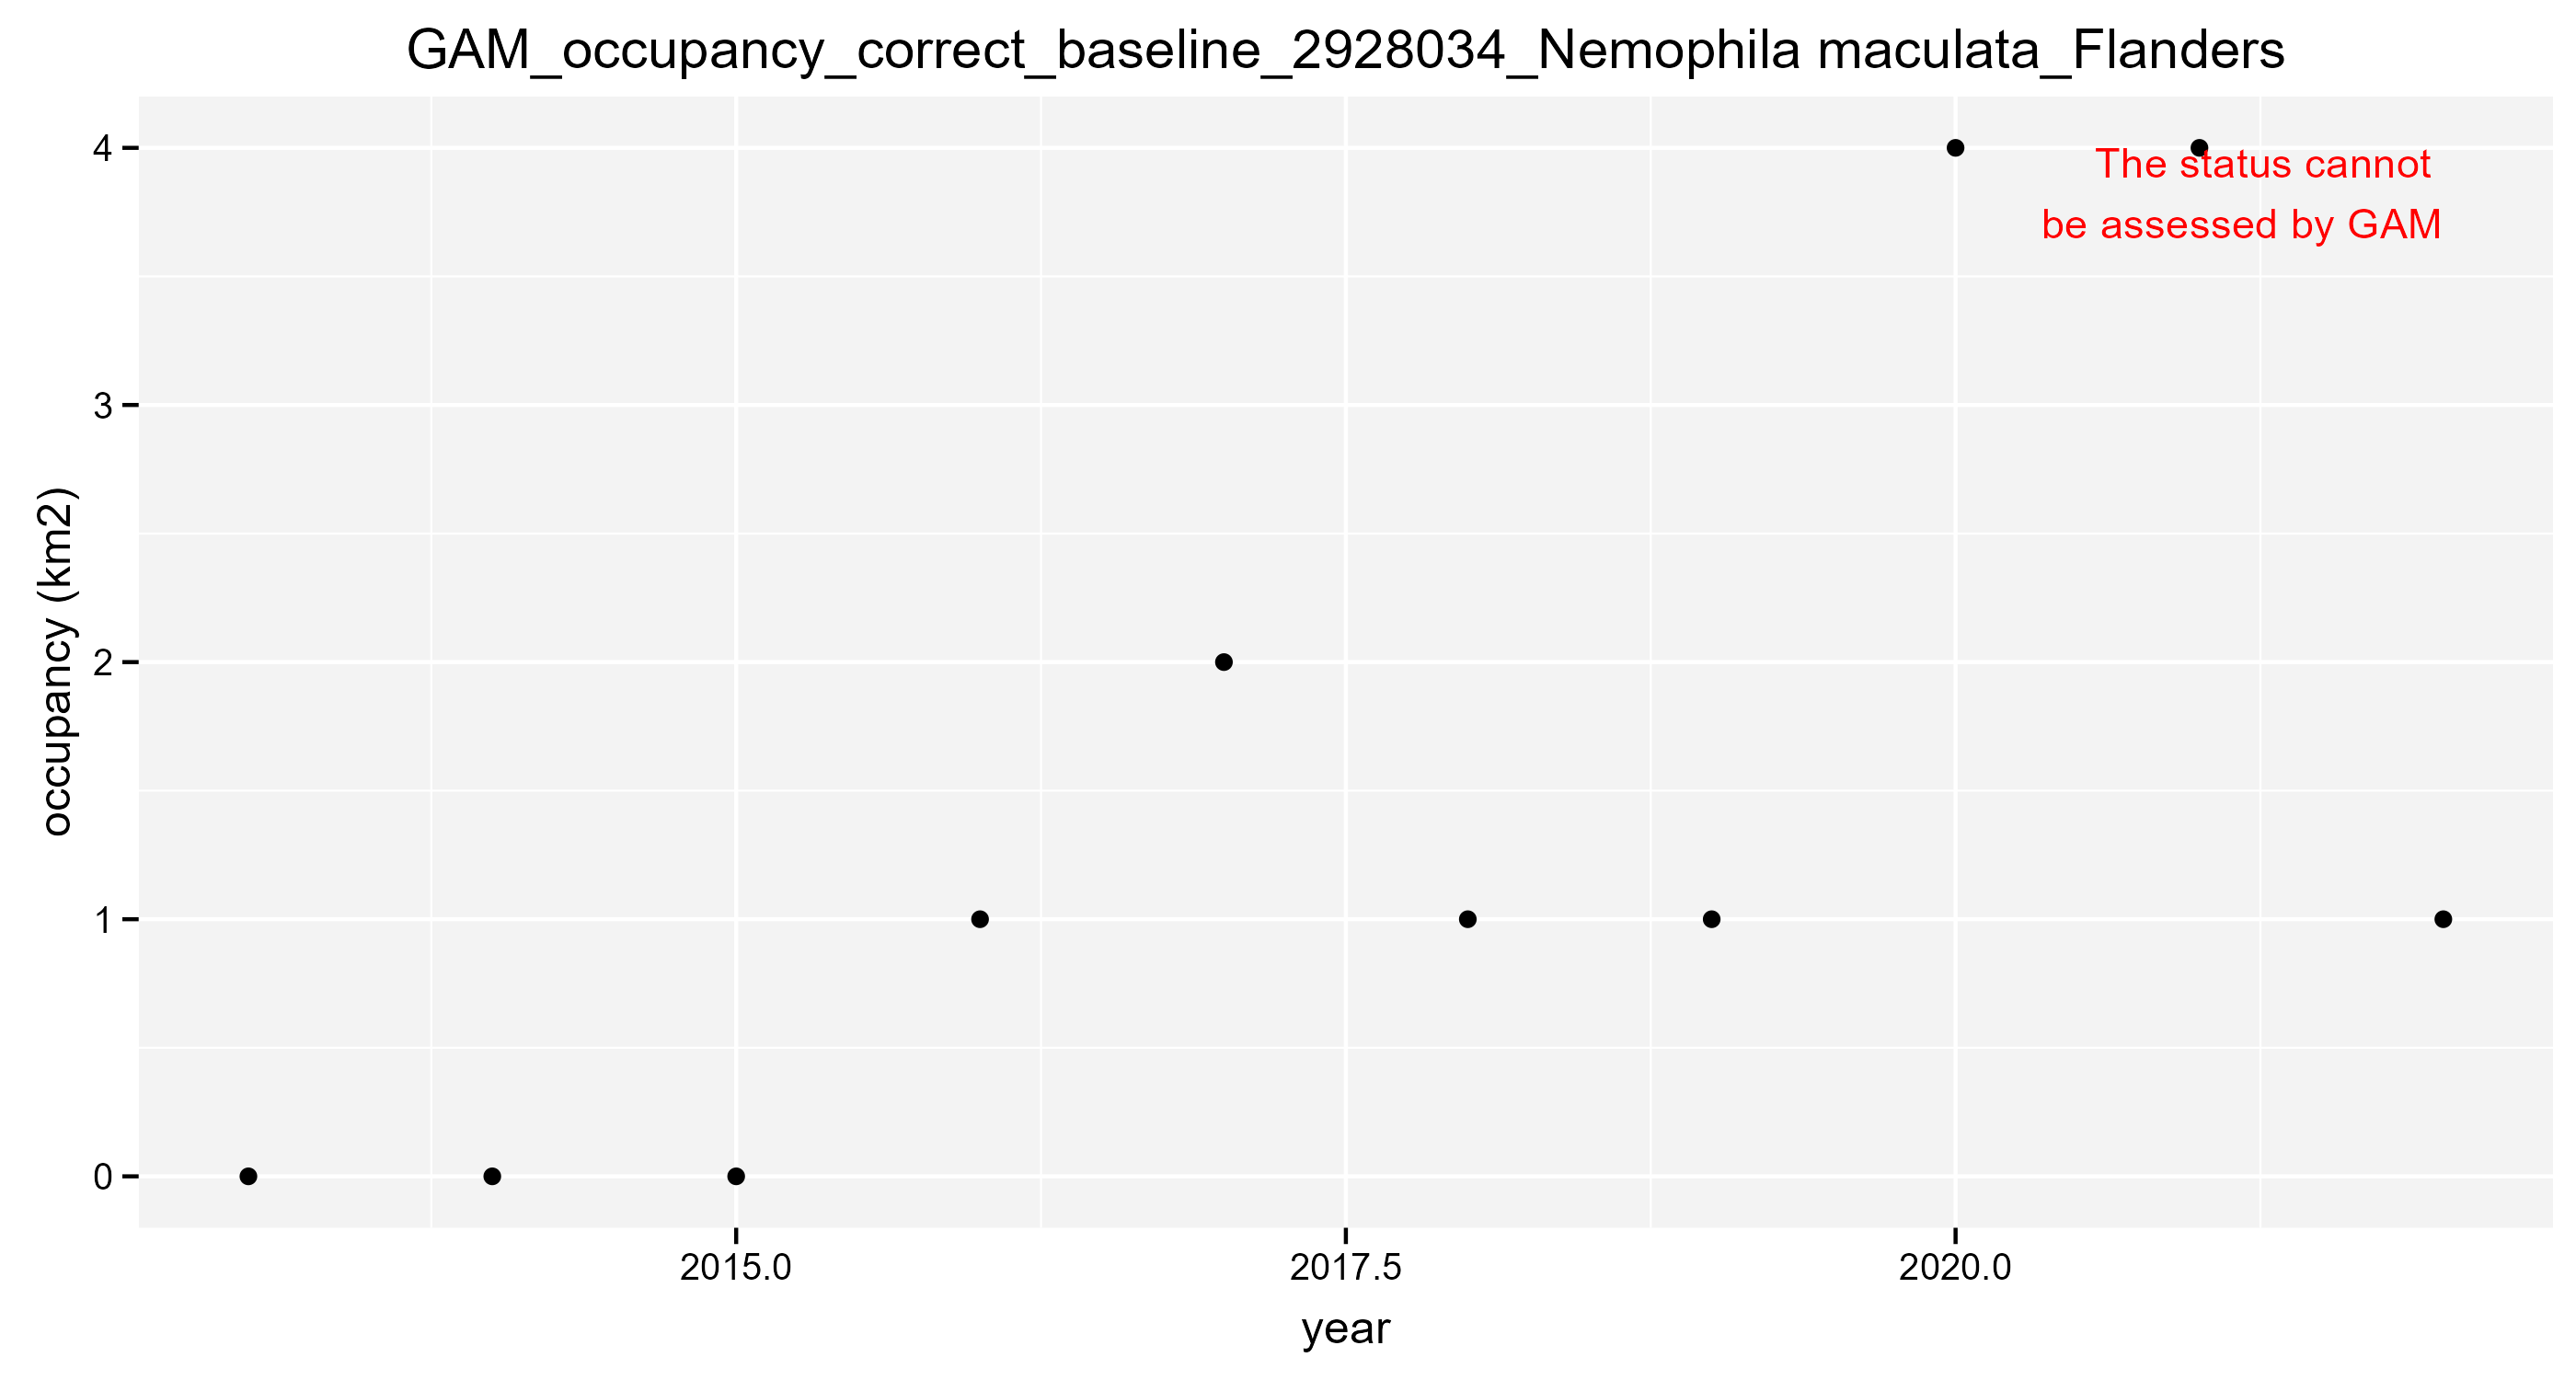 GAM_occupancy_correct_baseline_2928034_Nemophila maculata_Flanders
4
The status cannot
be assessed by GAM
3
occupancy (km2)
2
1
0
2015.0 2017.5 2020.0
year